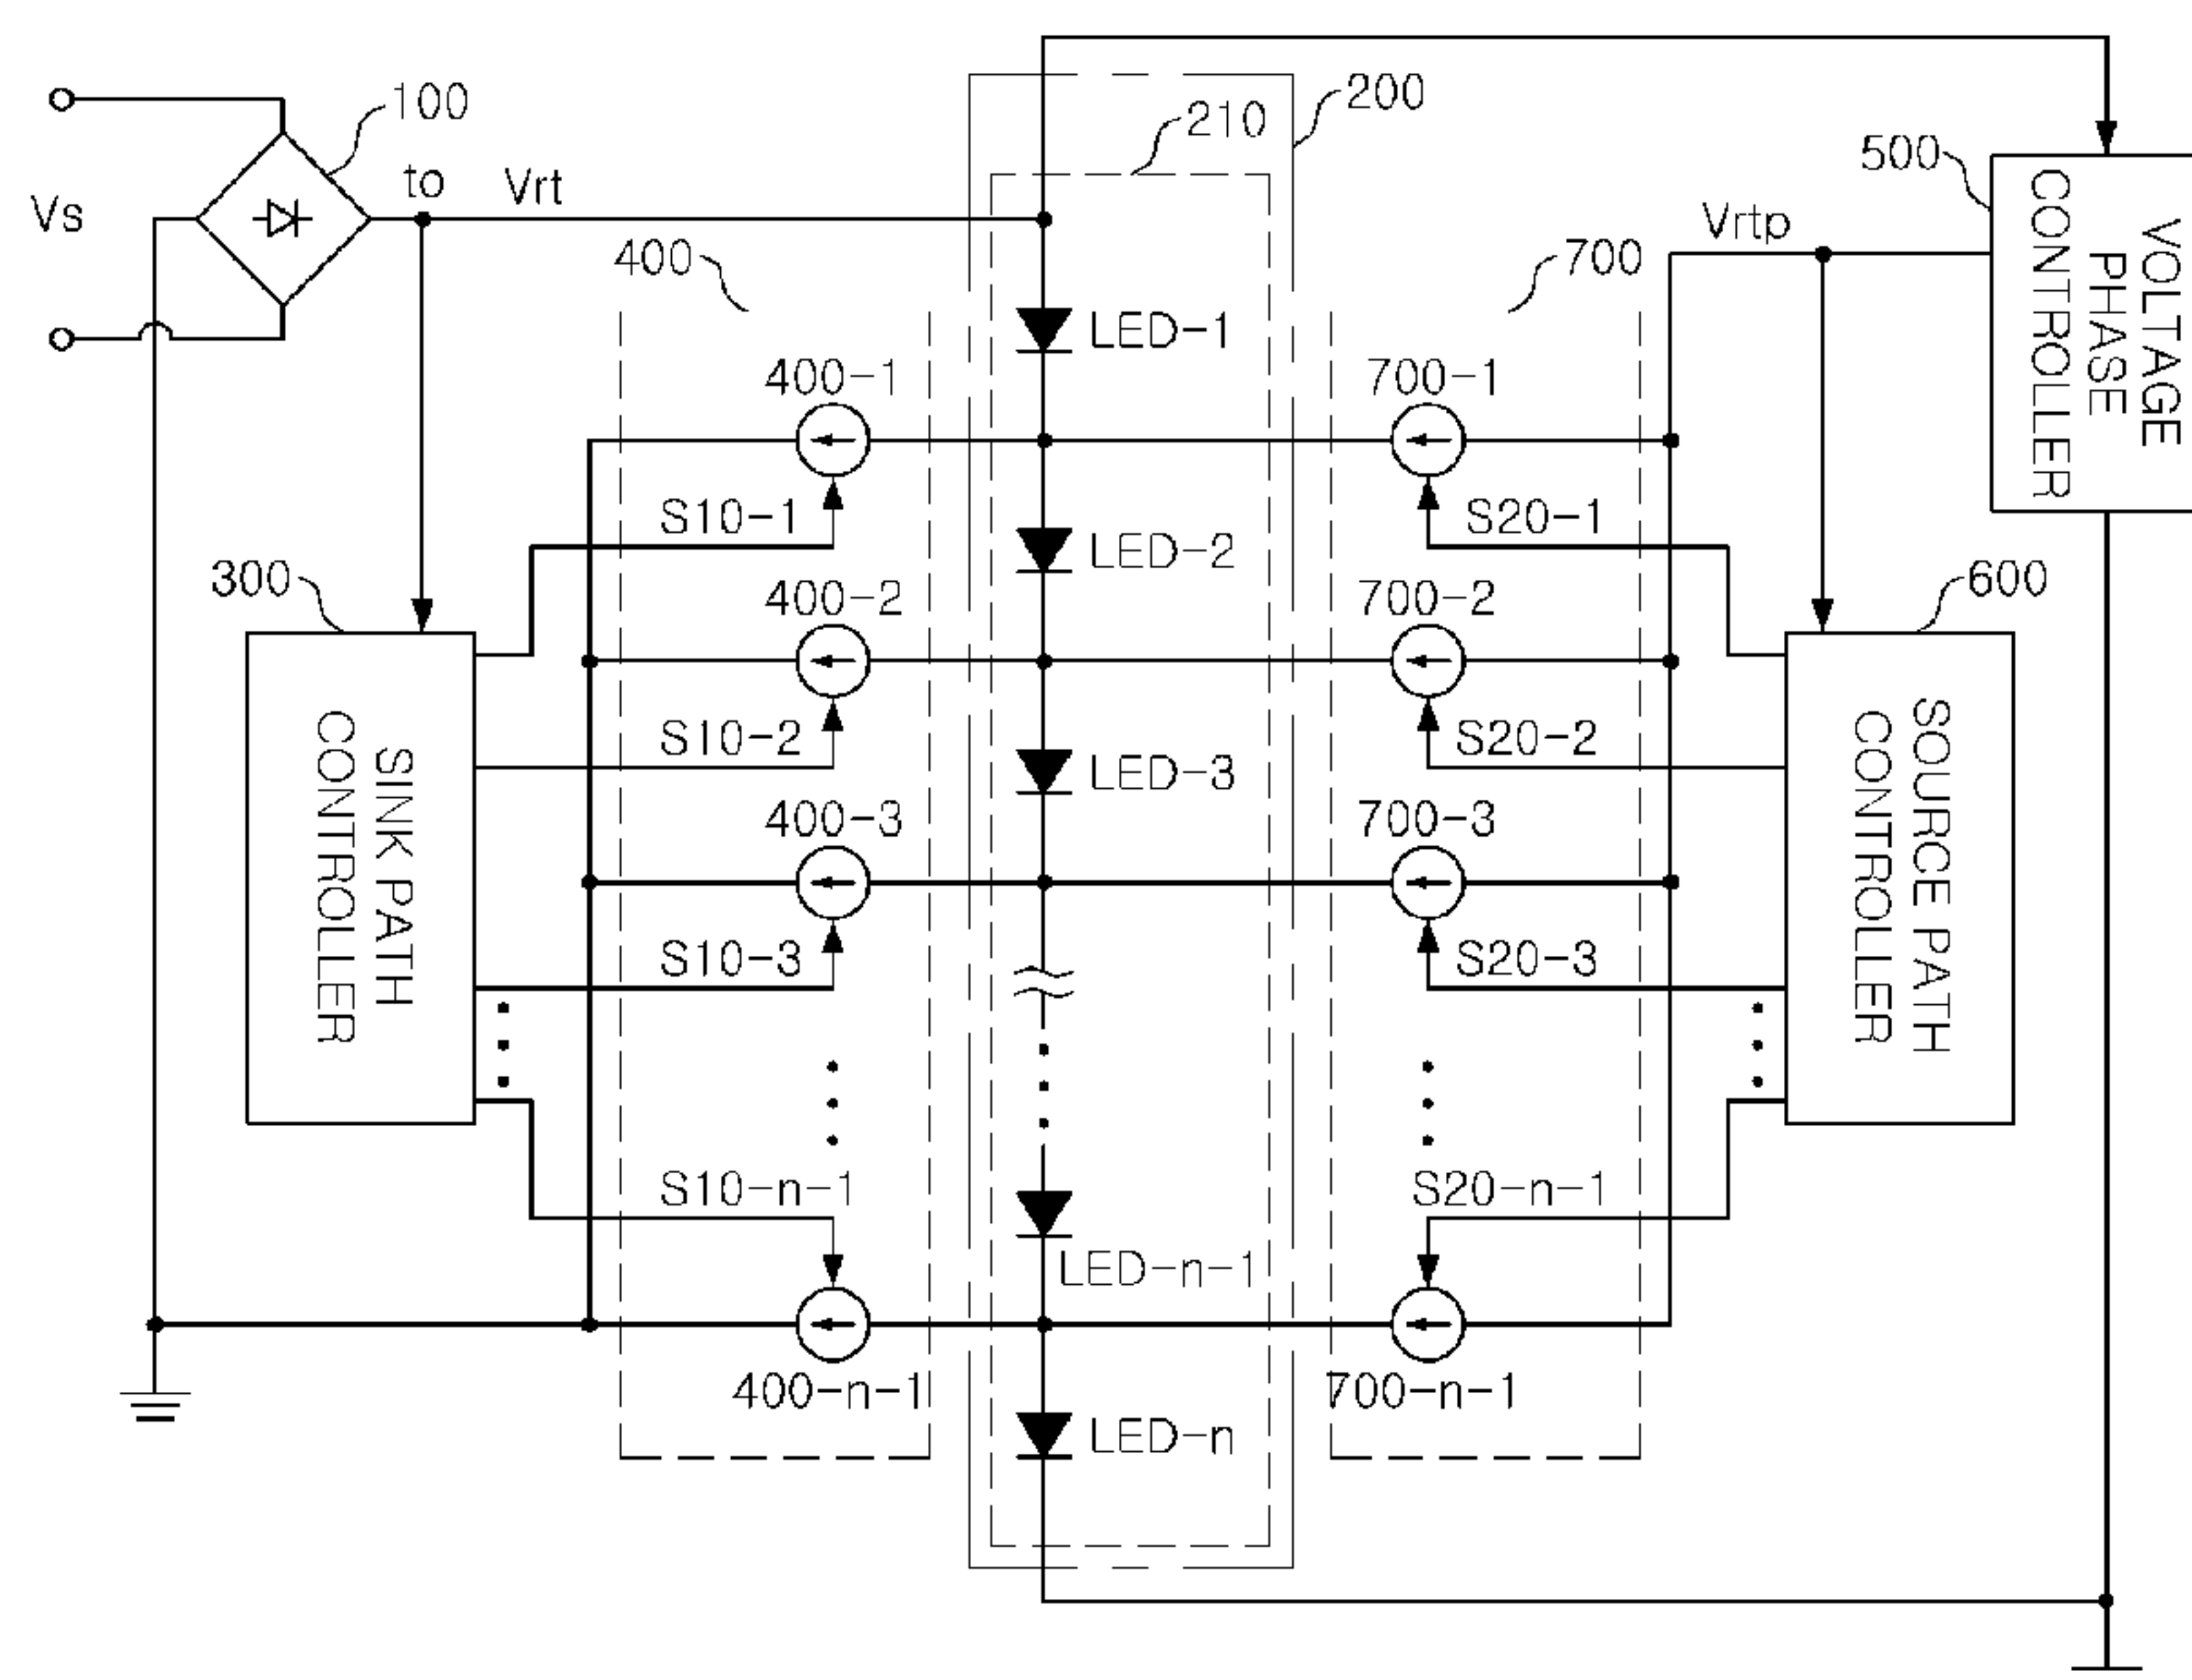 100
200
210
Vs
to
Vrt
500
VOLTAGE
PHASE
CONTROLLER
Vrtp
400
700
LED-1
400-1
700-1
S10-1
S20-1
LED-2
300
400-2
700-2
600
S10-2
S20-2
LED-3
SINK PATH
CONTROLLER
400-3
700-3
SOURCE PATH
CONTROLLER
S10-3
S20-3
S10-n-1
S20-n-1
LED-n-1
400-n-1
700-n-1
LED-n